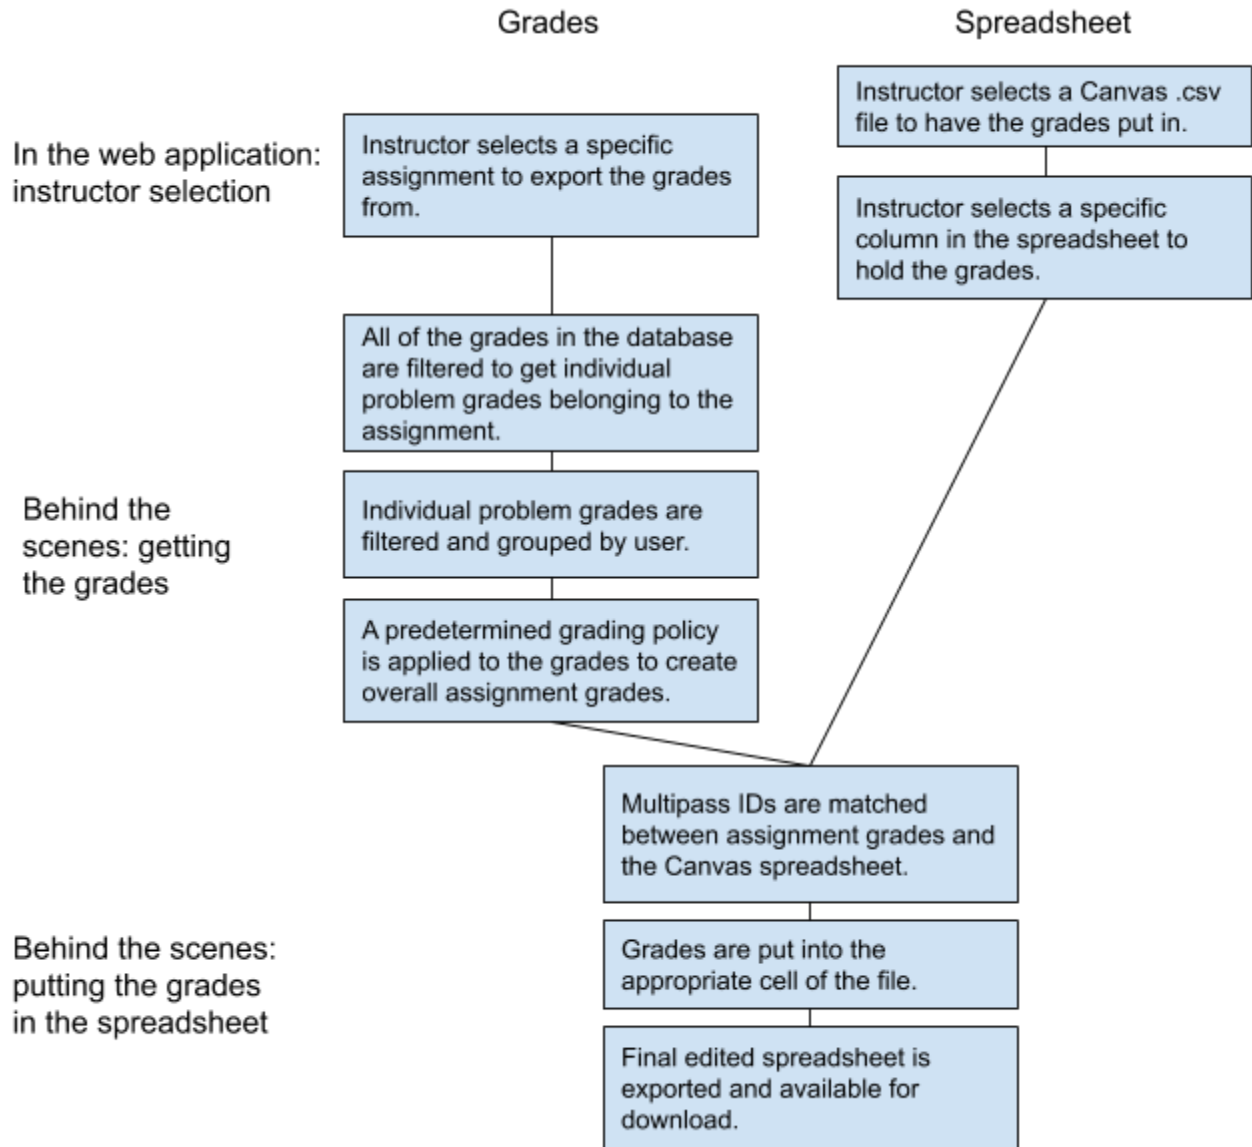 Grades
Spreadsheet
Instructor selects a Canvas .csv
file to have the grades put in.
In the web application:
instructor selection
Instructor selects a specific
assignment to export the grades
from.
Instructor selects a specific
column in the spreadsheet to
hold the grades.
All of the grades in the database
are filtered to get individual
problem grades belonging to the
assignment.
Behind the
scenes: getting
the grades
Individual problem grades are
filtered and grouped by user.
A predetermined grading policy
is applied to the grades to create
overall assignment grades.
Multipass IDs are matched
between assignment grades and
the Canvas spreadsheet.
Behind the scenes:
putting the grades
in the spreadsheet
Grades are put into the
appropriate cell of the file.
Final edited spreadsheet is
exported and available for
download.